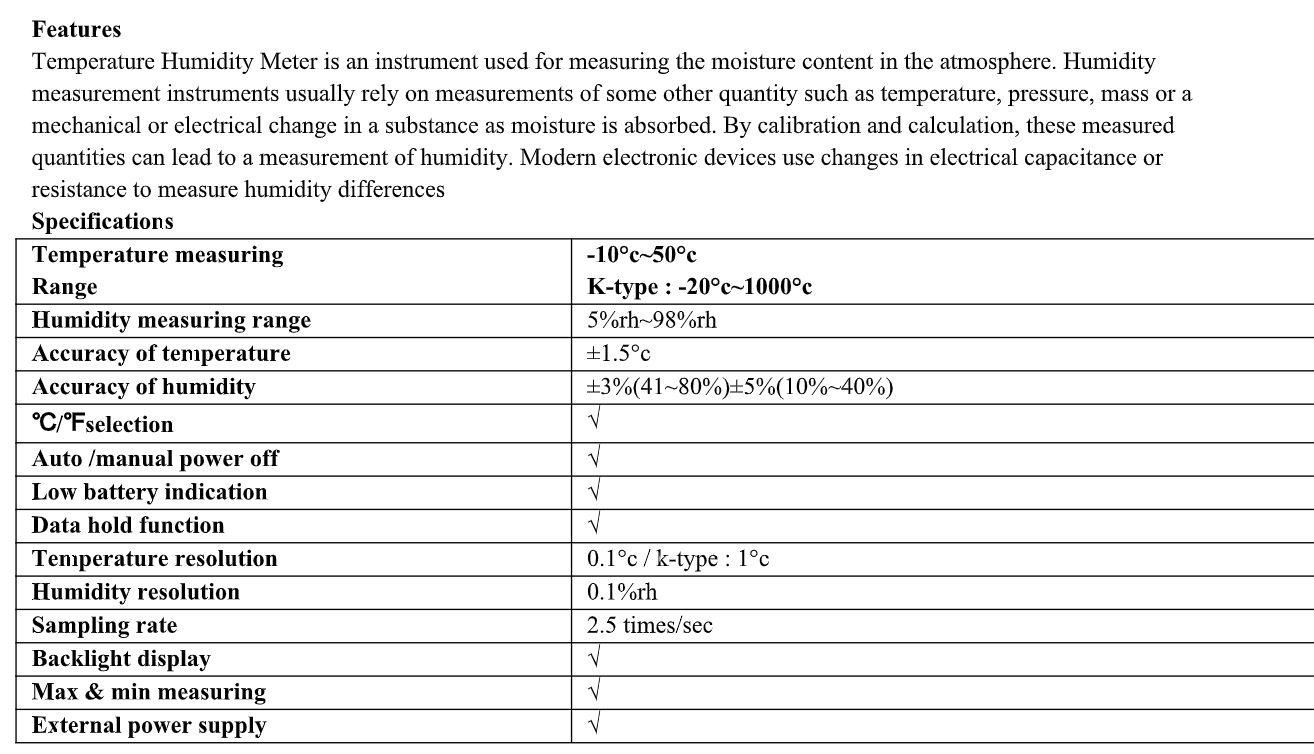 Features
Temperature Humidity Meter is an instrument used for measuring the moisture content in the atmosphere. Humidity
measurement instruments usually rely on measurements of some other quantity such as temperature, pressure, mass or a
mechanical or electrical change in a substance as moisture is absorbed. By calibration and calculation, these measured
quantities can lead to a measurement of humidity. Modern electronic devices use changes in electrical capacitance or
resistance to measure humidity differences
Specifications
Temperature measuring -10°c~50°c
Range K-type : -20°c~1000°c
Humidity measuring range 5%rh~98%rh
Accuracy of temperature ±1.5°c
Accuracy of humidity ±3%(41~80%)±5%(10%~40%)
℃/℉selection √
Auto /manual power off √
Low battery indication √
Data hold function √
Temperature resolution 0.1°c / k-type : 1°c
Humidity resolution 0.1%rh
Sampling rate 2.5 times/sec
Backlight display √
Max & min measuring √
External power supply √